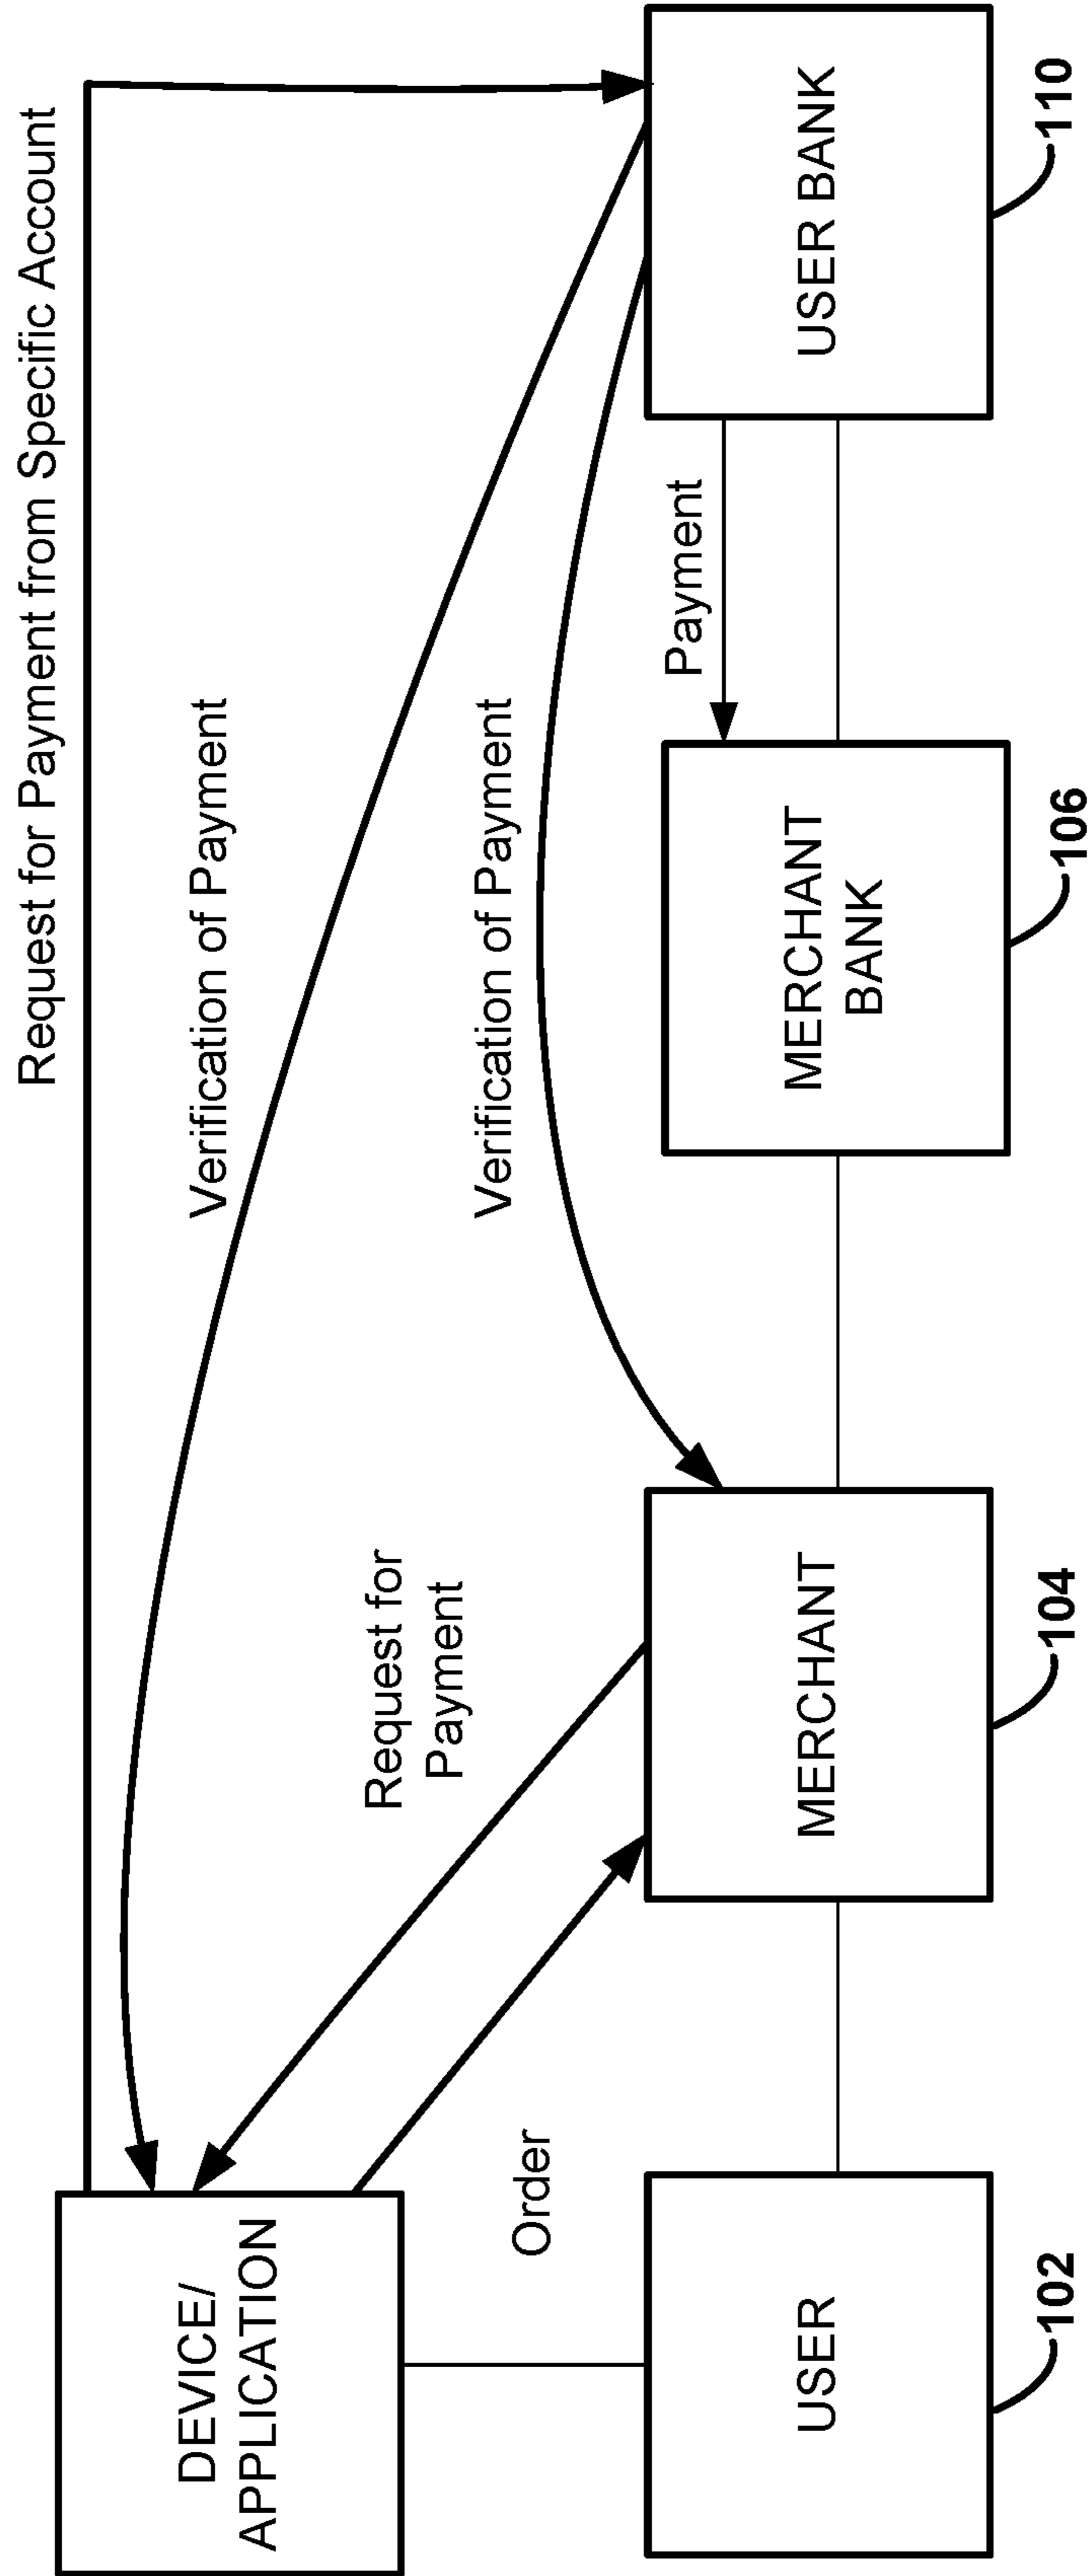 Request for Payment from Specific Account
DEVICE/
APPLICATION
Verification of Payment
Request for
Payment
Verification of Payment
Order
Payment
USER
MERCHANT
MERCHANT
BANK
USER BANK
102
104
106
110